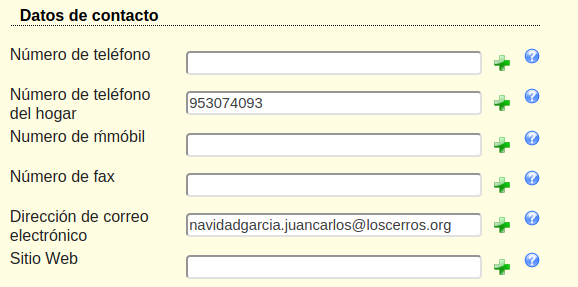 Datos de contacto
Número de teléfono
Número de teléfono
del hogar
953074093
Numero de ḿmóbil
Número de fax
Dirección de correo
electrónico
navidadgarcia.juancarlos@loscerros.org
Sitio Web